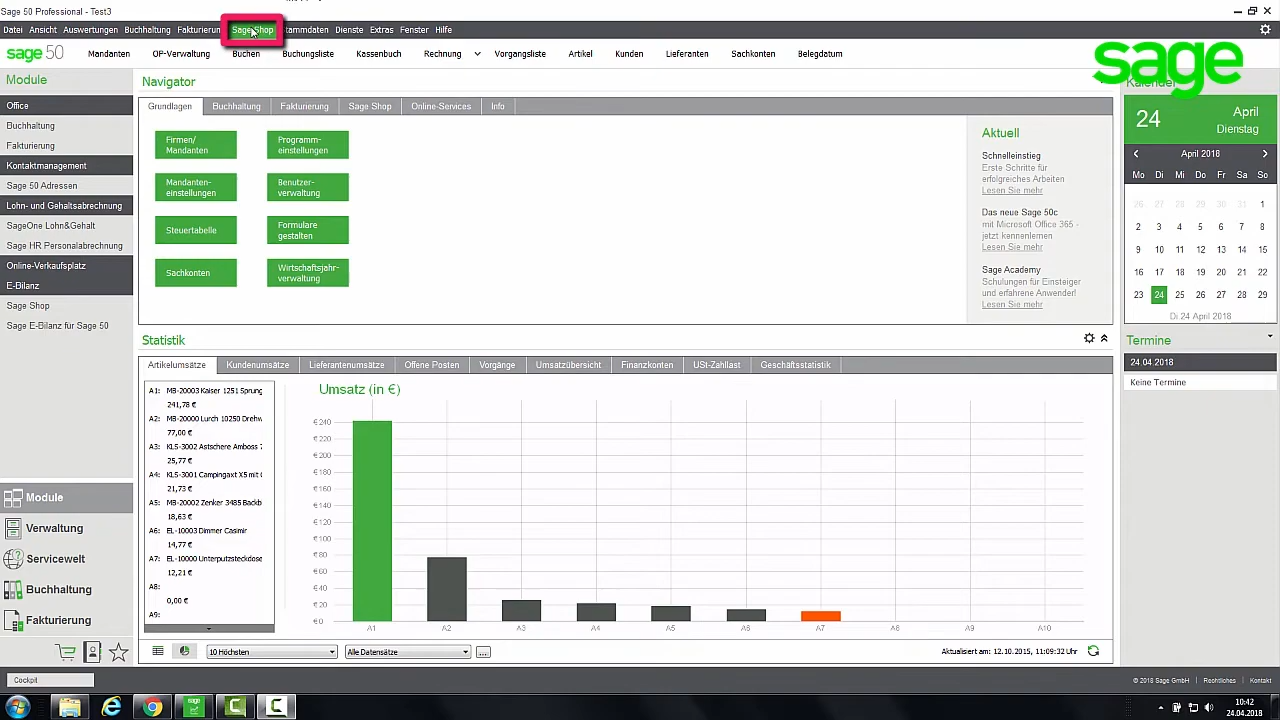 Sage 50 Professional - Test3
Datei Ansicht Auswertungen Buchhaltung Fakturierun Sage Shop tammdaten Dienste Extras Fenster Hilfe
sage 50 Mandanten OP-Verwaltung Buchen Buchungsliste Kassenbuch Rechnung Vorgangsliste Artikel Kunden Lieferanten Sachkonten Belegdatum
sage
Module
Office
Buchhaltung
Fakturierung
Kontaktmanagement
Sage 50 Adressen
Lohn- und Gehaltsabrechnung
SageOne Lohn&Gehalt
Sage HR Personalabrechnung
Online-Verkaufsplatz
E-Bilanz
Sage Shop
Sage E-Bilanz für Sage 50
Module
Verwaltung
Servicewelt
Buchhaltung
Fakturierung
Cockpit
Navigator
Grundlagen Buchhaltung Fakturierung Sage Shop Online-Services Info
Firmen/
Mandanten
Programm-
einstellungen
Mandanten-
einstellungen
Benutzer-
verwaltung
Steuertabelle
Formulare
gestalten
Sachkonten
Wirtschaftsjahr-
verwaltung
Aktuell
Schnelleinstieg
Erste Schritte für
erfolgreiches Arbeiten
Lesen Sie mehr
Das neue Sage 50c
mit Microsoft Office 365 -
jetzt kennenlernen
Lesen Sie mehr
Sage Academy
Schulungen für Einsteiger
und erfahrene Anwender!
Lesen Sie mehr
Statistik
Artikelumsätze Kundenumsätze Lieferantenumsätze Offene Posten Vorgänge Umsatzübersicht Finanzkonten USt-Zahllast Geschäftsstatistik
A1: MB-20003 Kaiser 1251 Sprung
241,78 €
A2: MB-20000 Lurch 10250 Drehw
77,00 €
A3: KLS-3002 Astschere Amboss
25,77 €
A4: KLS-3001 Campingaxt X5 mit
21,73 €
A5: MB-20002 Zenker 3485 Backb
18,63 €
A6: EL-10003 Dimmer Casimir
14,77 €
A7: EL-10000 Unterputzsteckdose
12,21 €
A8:
0,00 €
A9:
Umsatz (in €)
€ 240
€ 220
€ 200
€ 180
€ 160
€ 140
€ 120
€ 100
€ 80
€ 60
€ 40
€ 20
€ 0
A1 A2 A3 A4 A5 A6 A7 A8 A9 A10
10 Höchsten Alle Datensätze ... Aktualisiert am: 12.10.2015, 11:09:32 Uhr
Kalender
24 April
Dienstag
April 2018
Mo Di Mi Do Fr Sa So
26 27 28 29 30 31 1
2 3 4 5 6 7 8
9 10 11 12 13 14 15
16 17 18 19 20 21 22
23 24 25 26 27 28 29
Di 24 April 2018
Termine
24.04.2018
Keine Termine
© 2018 Sage GmbH Rechtliches Kontakt
10:42
24.04.2018